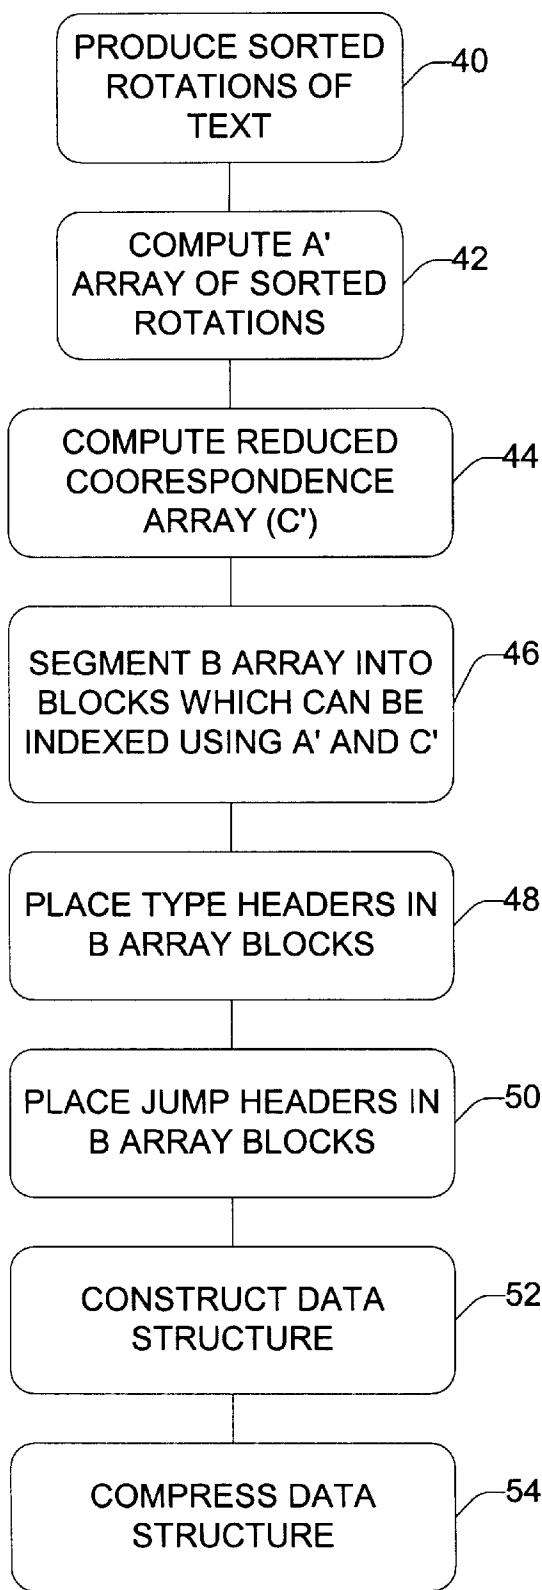 PRODUCE SORTED
ROTATIONS OF
TEXT
40
COMPUTE A'
ARRAY OF SORTED
ROTATIONS
42
COMPUTE REDUCED
COORESPONDENCE
ARRAY (C')
44
SEGMENT B ARRAY INTO
BLOCKS WHICH CAN BE
INDEXED USING A' AND C'
46
PLACE TYPE HEADERS IN
B ARRAY BLOCKS
48
PLACE JUMP HEADERS IN
B ARRAY BLOCKS
50
CONSTRUCT DATA
STRUCTURE
52
COMPRESS DATA
STRUCTURE
54